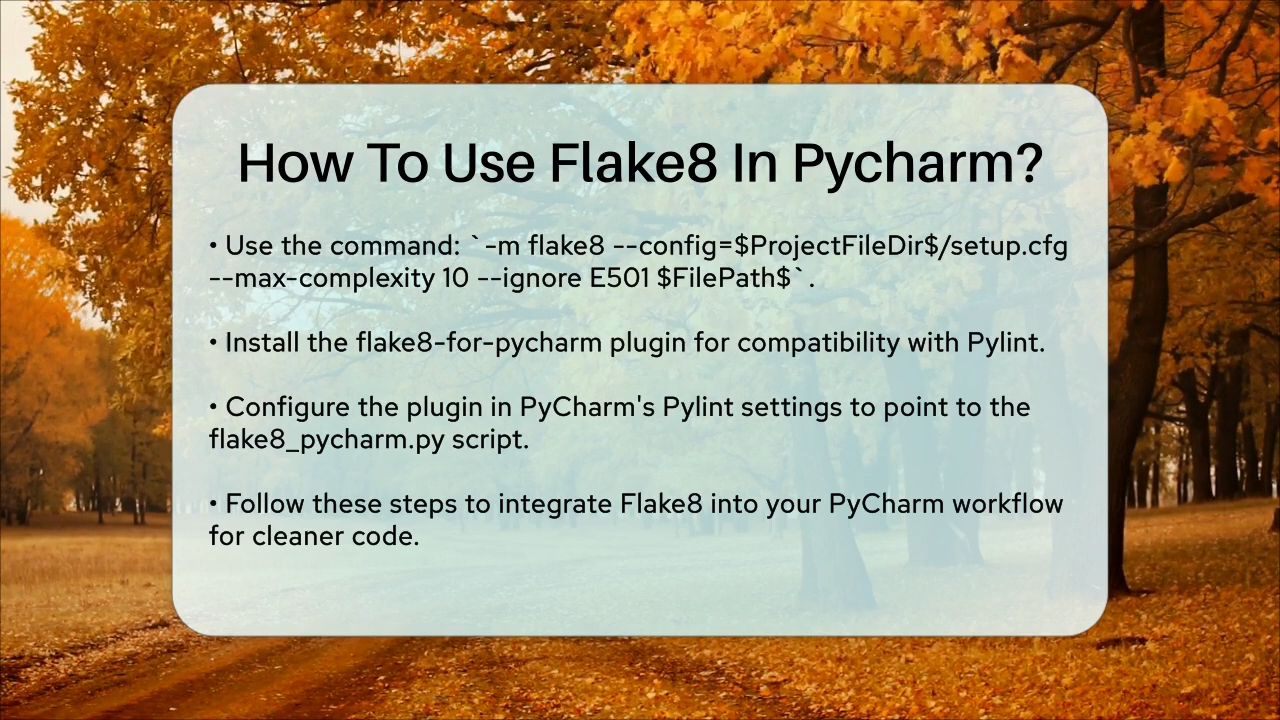 How To Use Flake8 In Pycharm?
• Use the command: `-m flake8 --config=$ProjectFileDir$/setup.cfg
--max-complexity 10 --ignore E501 $FilePath$`.
• Install the flake8-for-pycharm plugin for compatibility with Pylint.
• Configure the plugin in PyCharm's Pylint settings to point to the
flake8_pycharm.py script.
• Follow these steps to integrate Flake8 into your PyCharm workflow
for cleaner code.